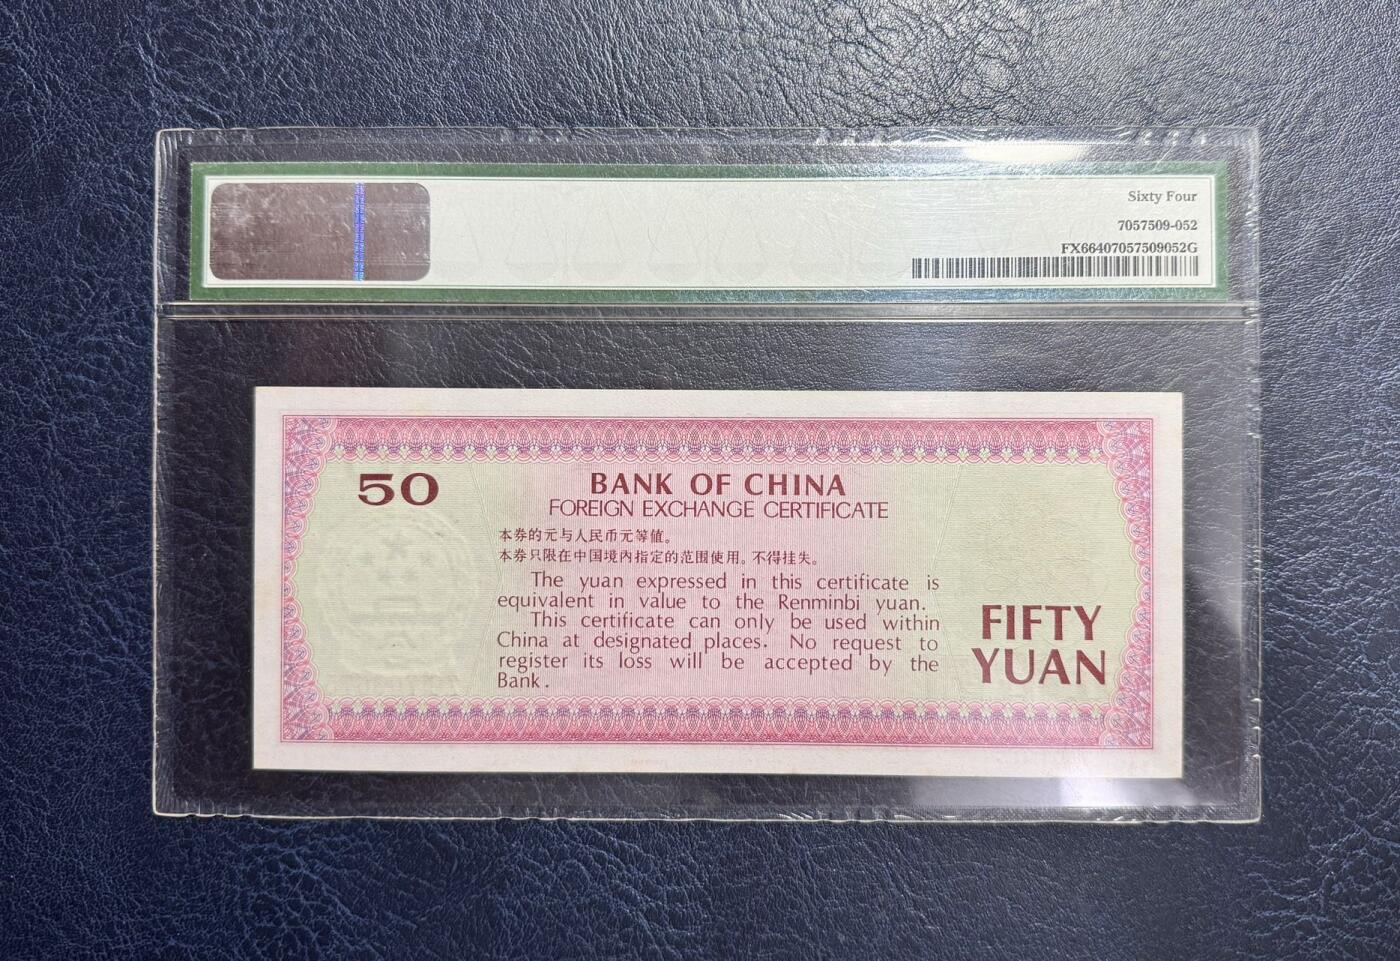 Sixty Four
7057509-052
FX66407057509052G
50
BANK OF CHINA
FOREIGN EXCHANGE CERTIFICATE
本券的元与人民币元等值。
本券只限在中国境内指定的范围使用。不得挂失。
The yuan expressed in this certificate is
equivalent in value to the Renminbi yuan.
This certificate can only be used within
China at designated places. No request to
register its loss will be accepted by the
Bank.
FIFTY
YUAN